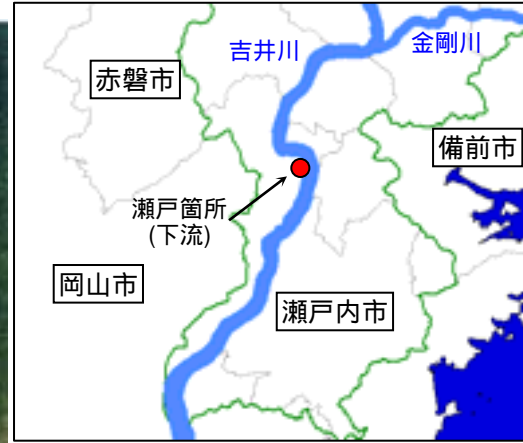 吉井川
金剛川
赤磐市
備前市
瀬戸箇所
(下流)
岡山市
瀬戸内市